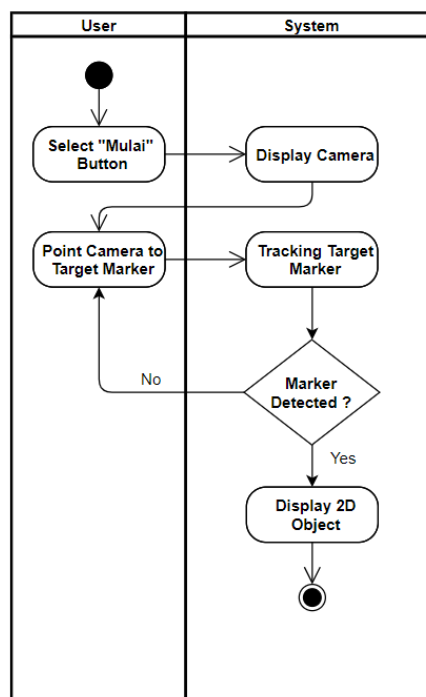 User
System
Select "Mulai"
Button
Display Camera
Point Camera to
Target Marker
Tracking Target
Marker
Marker
Detected ?
No
Yes
Display 2D
Object